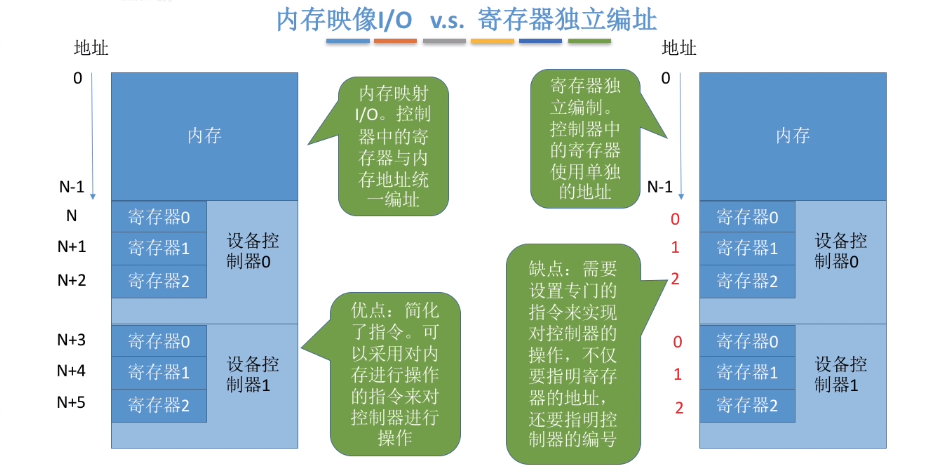 内存映像I/O v.s. 寄存器独立编址
地址
0
N-1
N
N+1
N+2
N+3
N+4
N+5
内存
寄存器0
寄存器1
寄存器2
设备控
制器0
寄存器0
寄存器1
寄存器2
设备控
制器1
内存映射
I/O。控制
器中的寄
存器与内
存地址统
一编址
优点：简化
了指令。可
以采用对内
存进行操作
的指令来对
控制器进行
操作
寄存器独
立编制。
控制器中
的寄存器
使用单独
的地址
缺点：需要
设置专门的
指令来实现
对控制器的
操作，不仅
要指明寄存
器的地址，
还要指明控
制器的编号
地址
0
N-1
0
1
2
0
1
2
内存
寄存器0
寄存器1
寄存器2
设备控
制器0
寄存器0
寄存器1
寄存器2
设备控
制器1